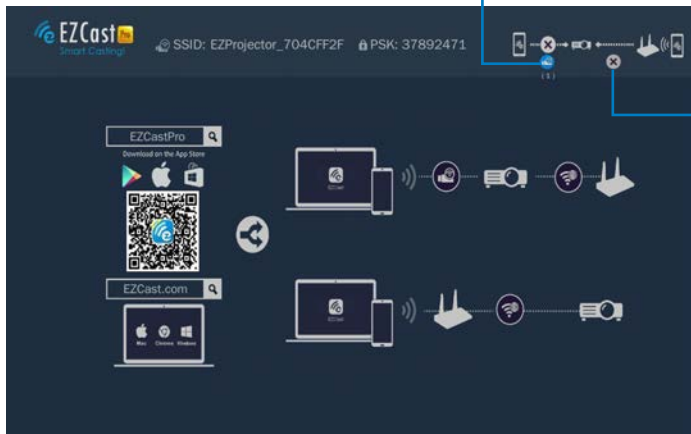 EZCast Pro
Smart Casting!
SSID: EZProjector_704CFF2F PSK: 37892471
(1)
EZCastPro
Download on the App Store
EZCast
EZCast.com
Mac Chrome Windows
EZCast